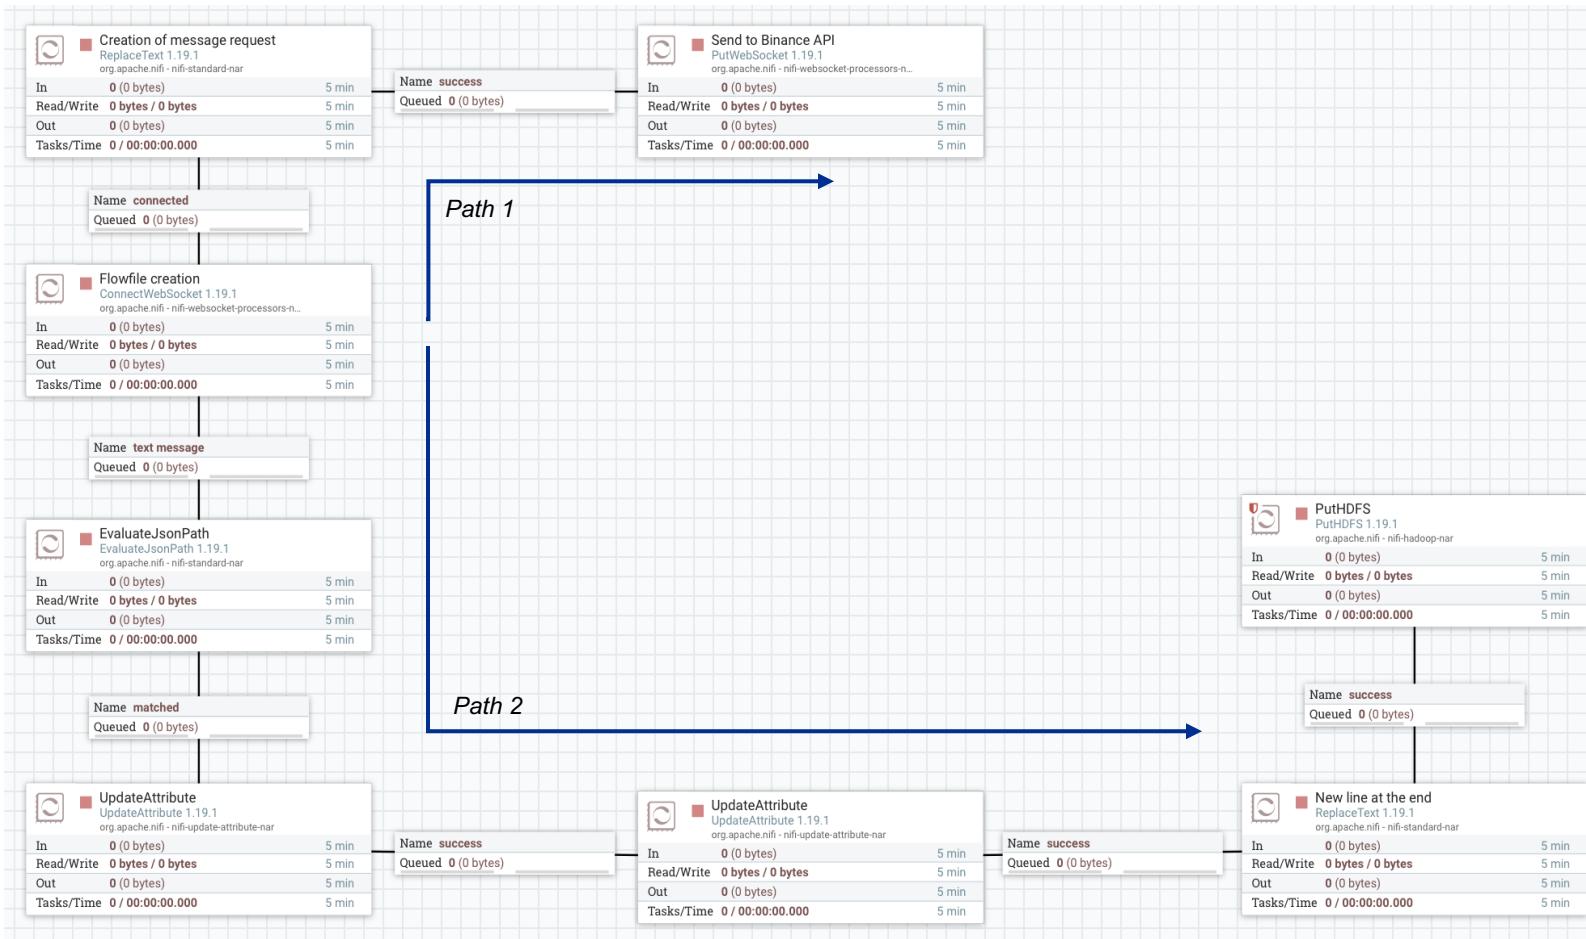 Creation of message request
ReplaceText 1.19.1
org.apache.nifi - nifi-standard-nar
In 0 (0 bytes) 5 min
Read/Write 0 bytes / 0 bytes 5 min
Out 0 (0 bytes) 5 min
Tasks/Time 0 / 00:00:00.000 5 min
Name success
Queued 0 (0 bytes)
Send to Binance API
PutWebSocket 1.19.1
org.apache.nifi - nifi-websocket-processors-n...
In 0 (0 bytes) 5 min
Read/Write 0 bytes / 0 bytes 5 min
Out 0 (0 bytes) 5 min
Tasks/Time 0 / 00:00:00.000 5 min
Path 1
Name connected
Queued 0 (0 bytes)
Flowfile creation
ConnectWebSocket 1.19.1
org.apache.nifi - nifi-websocket-processors-n...
In 0 (0 bytes) 5 min
Read/Write 0 bytes / 0 bytes 5 min
Out 0 (0 bytes) 5 min
Tasks/Time 0 / 00:00:00.000 5 min
Name text message
Queued 0 (0 bytes)
EvaluateJsonPath
EvaluateJsonPath 1.19.1
org.apache.nifi - nifi-standard-nar
In 0 (0 bytes) 5 min
Read/Write 0 bytes / 0 bytes 5 min
Out 0 (0 bytes) 5 min
Tasks/Time 0 / 00:00:00.000 5 min
Name matched
Queued 0 (0 bytes)
Path 2
UpdateAttribute
UpdateAttribute 1.19.1
org.apache.nifi - nifi-update-attribute-nar
In 0 (0 bytes) 5 min
Read/Write 0 bytes / 0 bytes 5 min
Out 0 (0 bytes) 5 min
Tasks/Time 0 / 00:00:00.000 5 min
Name success
Queued 0 (0 bytes)
UpdateAttribute
UpdateAttribute 1.19.1
org.apache.nifi - nifi-update-attribute-nar
In 0 (0 bytes) 5 min
Read/Write 0 bytes / 0 bytes 5 min
Out 0 (0 bytes) 5 min
Tasks/Time 0 / 00:00:00.000 5 min
Name success
Queued 0 (0 bytes)
New line at the end
ReplaceText 1.19.1
org.apache.nifi - nifi-standard-nar
In 0 (0 bytes) 5 min
Read/Write 0 bytes / 0 bytes 5 min
Out 0 (0 bytes) 5 min
Tasks/Time 0 / 00:00:00.000 5 min
Name success
Queued 0 (0 bytes)
PutHDFS
PutHDFS 1.19.1
org.apache.nifi - nifi-hadoop-nar
In 0 (0 bytes) 5 min
Read/Write 0 bytes / 0 bytes 5 min
Out 0 (0 bytes) 5 min
Tasks/Time 0 / 00:00:00.000 5 min